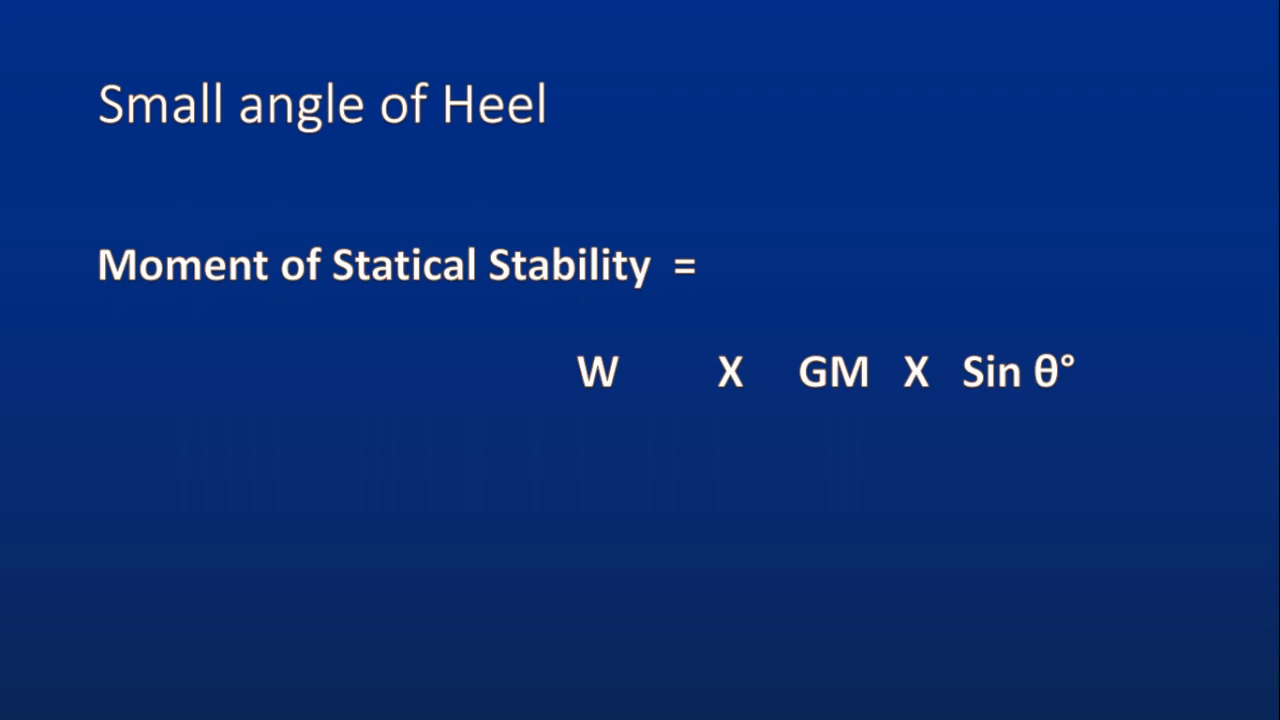 Small angle of Heel
Moment of Statical Stability =
W X GM X Sin θ°